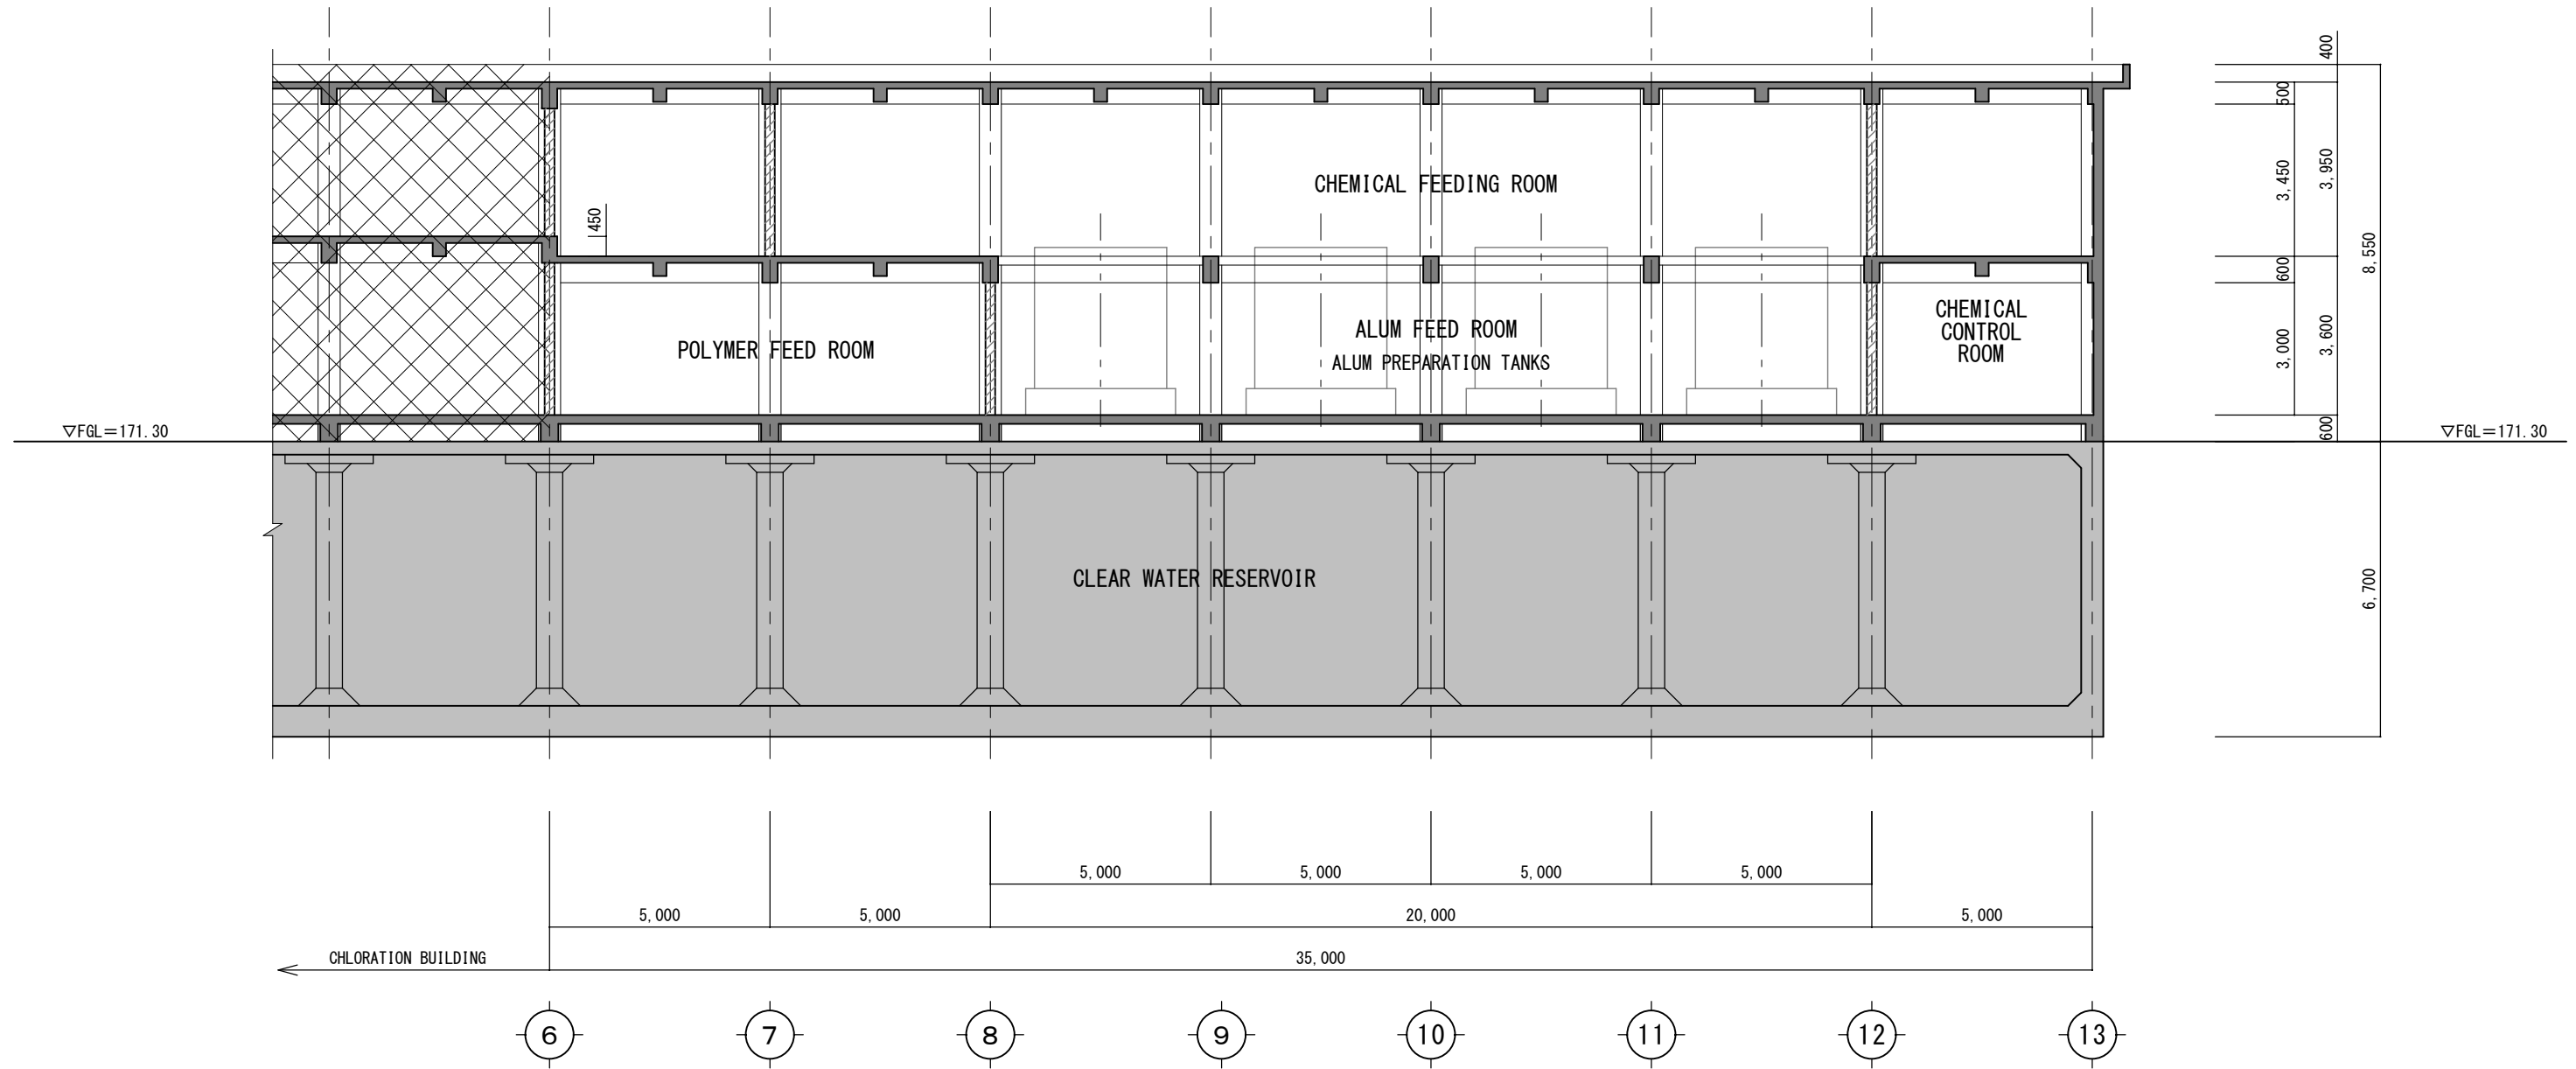 400
500
3,450
3,950
8,550
CHEMICAL FEEDING ROOM
450
600
3,000
3,600
600
POLYMER FEED ROOM
ALUM FEED ROOM
ALUM PREPARATION TANKS
CHEMICAL
CONTROL
ROOM
▽FGL=171.30
▽FGL=171.30
CLEAR WATER RESERVOIR
6,700
5,000 5,000 5,000 5,000
5,000 5,000 20,000 5,000
CHLORATION BUILDING 35,000
6 7 8 9 10 11 12 13